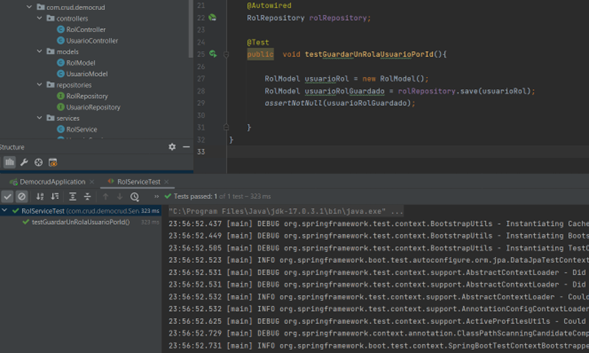 com.crud.democrud
controllers
RolController
UsuarioController
models
RolModel
UsuarioModel
repositories
RolRepository
UsuarioRepository
services
RolService
Structure
21 @Autowired
22 RolRepository rolRepository;
24 @Test
25 public void testGuardarUnRolaUsuarioPorId(){
27 RolModel usuarioRol = new RolModel();
28 RolModel usuarioRolGuardado = rolRepository.save(usuarioRol);
29 assertNotNull(usuarioRolGuardado);
31 }
32 }
33
DemocrudApplication × RolServiceTest ×
Tests passed: 1 of 1 test – 323 ms
RolServiceTest (com.crud.democrud.Ser 323 ms
testGuardarUnRolaUsuarioPorId() 323 ms
"C:\Program Files\Java\jdk-17.0.3.1\bin\java.exe" ...
23:56:52.437 [main] DEBUG org.springframework.test.context.BootstrapUtils - Instantiating Cache
23:56:52.449 [main] DEBUG org.springframework.test.context.BootstrapUtils - Instantiating Boots
23:56:52.505 [main] DEBUG org.springframework.test.context.BootstrapUtils - Instantiating TestC
23:56:52.523 [main] INFO org.springframework.boot.test.autoconfigure.orm.jpa.DataJpaTestContext
23:56:52.531 [main] DEBUG org.springframework.test.context.support.AbstractContextLoader - Did
23:56:52.532 [main] DEBUG org.springframework.test.context.support.AbstractContextLoader - Did
23:56:52.532 [main] INFO org.springframework.test.context.support.AbstractContextLoader - Could
23:56:52.532 [main] INFO org.springframework.test.context.support.AnnotationConfigContextLoader
23:56:52.625 [main] DEBUG org.springframework.test.context.support.ActiveProfilesUtils - Could
23:56:52.729 [main] DEBUG org.springframework.context.annotation.ClassPathScanningCandidateComp
23:56:52.731 [main] INFO org.springframework.boot.test.context.SpringBootTestContextBootstrappe